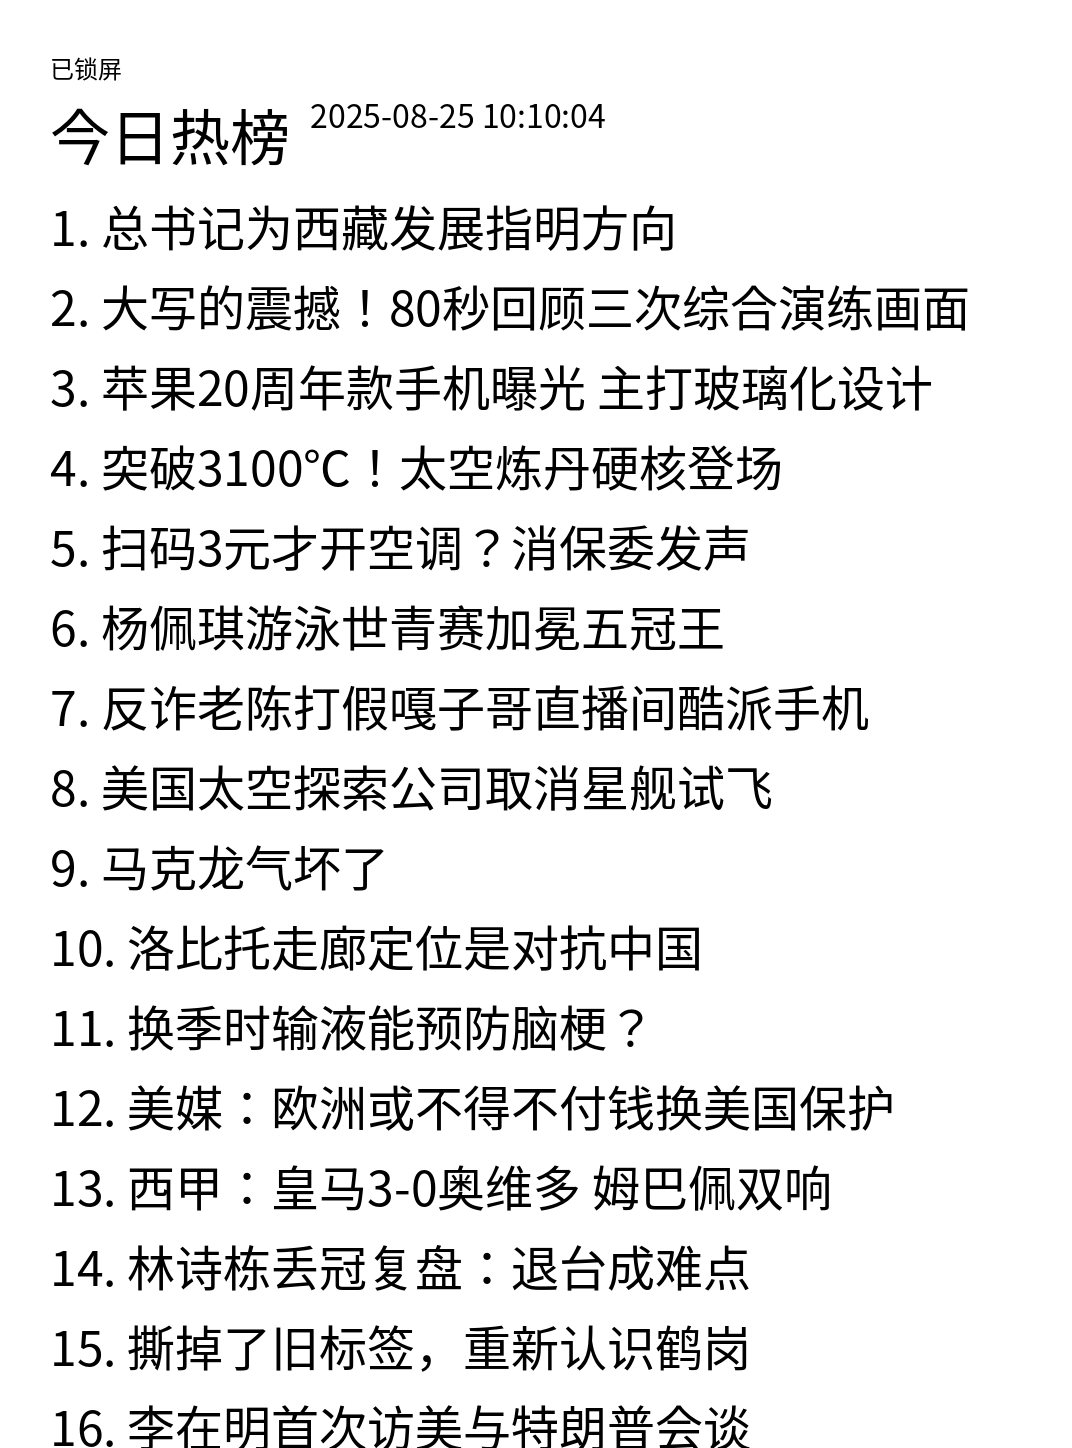 已锁屏
今日热榜 2025-08-25 10:10:04
1. 总书记为西藏发展指明方向
2. 大写的震撼！80秒回顾三次综合演练画面
3. 苹果20周年款手机曝光 主打玻璃化设计
4. 突破3100℃！太空炼丹硬核登场
5. 扫码3元才开空调？消保委发声
6. 杨佩琪游泳世青赛加冕五冠王
7. 反诈老陈打假嘎子哥直播间酷派手机
8. 美国太空探索公司取消星舰试飞
9. 马克龙气坏了
10. 洛比托走廊定位是对抗中国
11. 换季时输液能预防脑梗？
12. 美媒：欧洲或不得不付钱换美国保护
13. 西甲：皇马3-0奥维多 姆巴佩双响
14. 林诗栋丢冠复盘：退台成难点
15. 撕掉了旧标签，重新认识鹤岗
16. 李在明首次访美与特朗普会谈